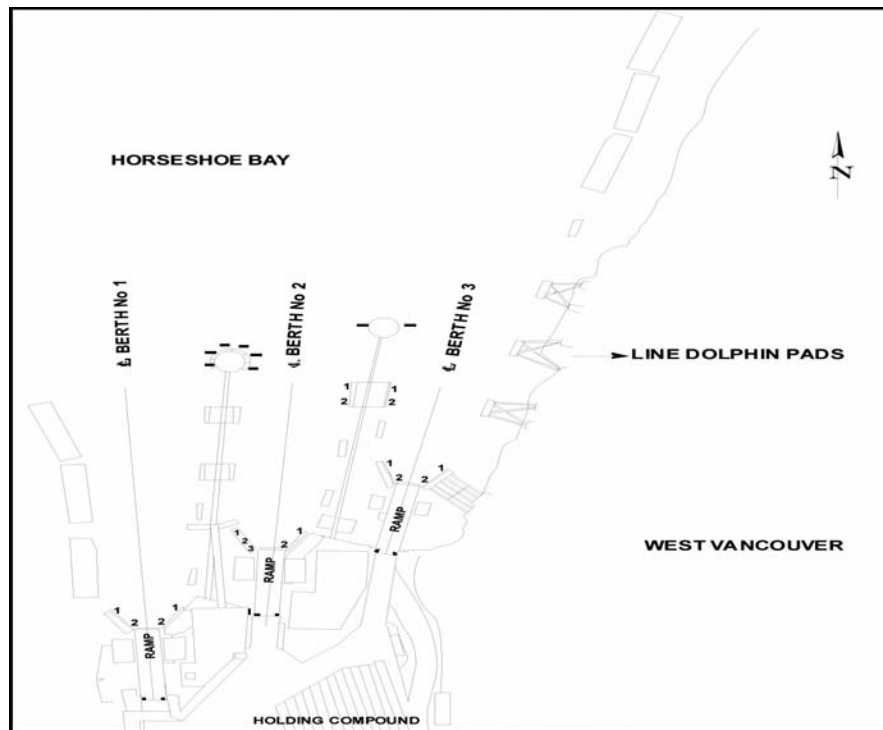 HORSESHOE BAY
N
℄ BERTH No 1
℄ BERTH No 2
℄ BERTH No 3
LINE DOLPHIN PADS
1 1
2 2
1 2 2 1
RAMP
WEST VANCOUVER
1 2 3 2 1
RAMP
1 2 2 1
RAMP
HOLDING COMPOUND